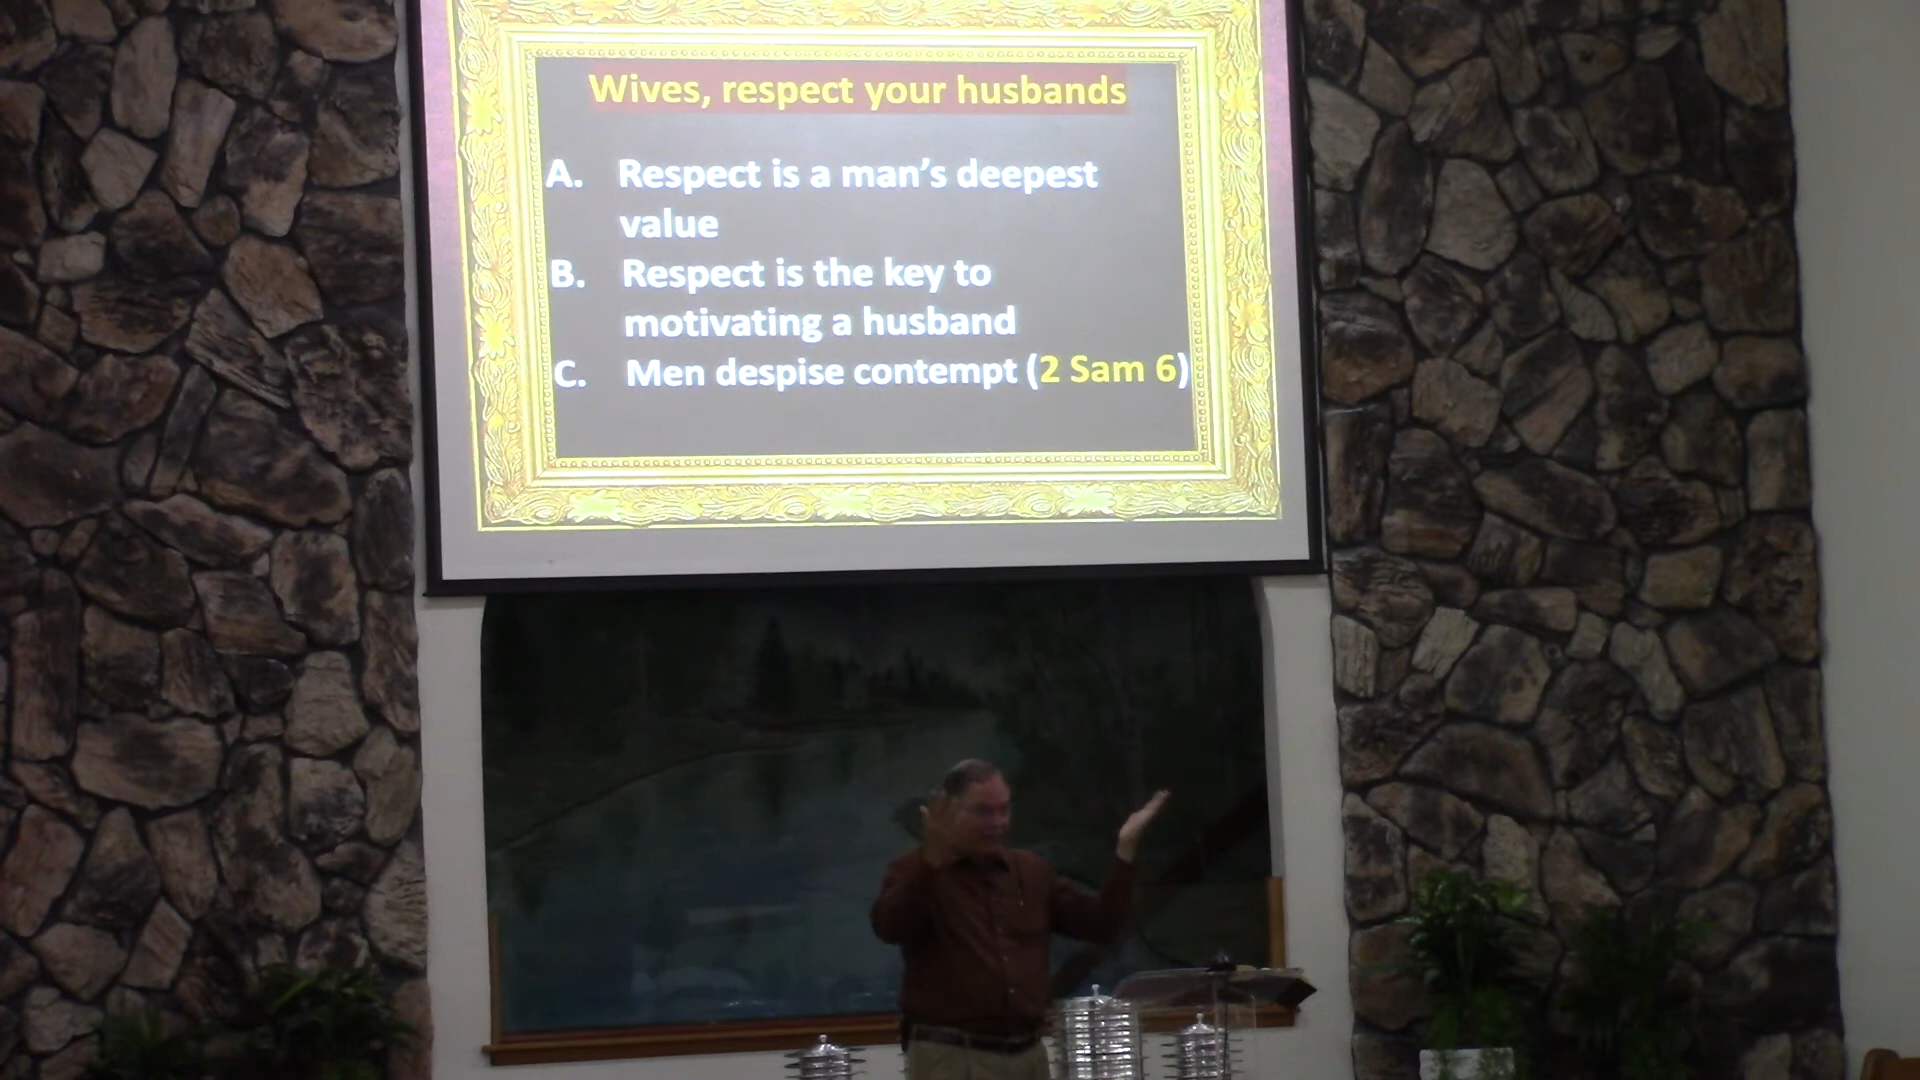 Wives, respect your husbands
A. Respect is a man's deepest
value
B. Respect is the key to
motivating a husband
C. Men despise contempt (2 Sam 6)